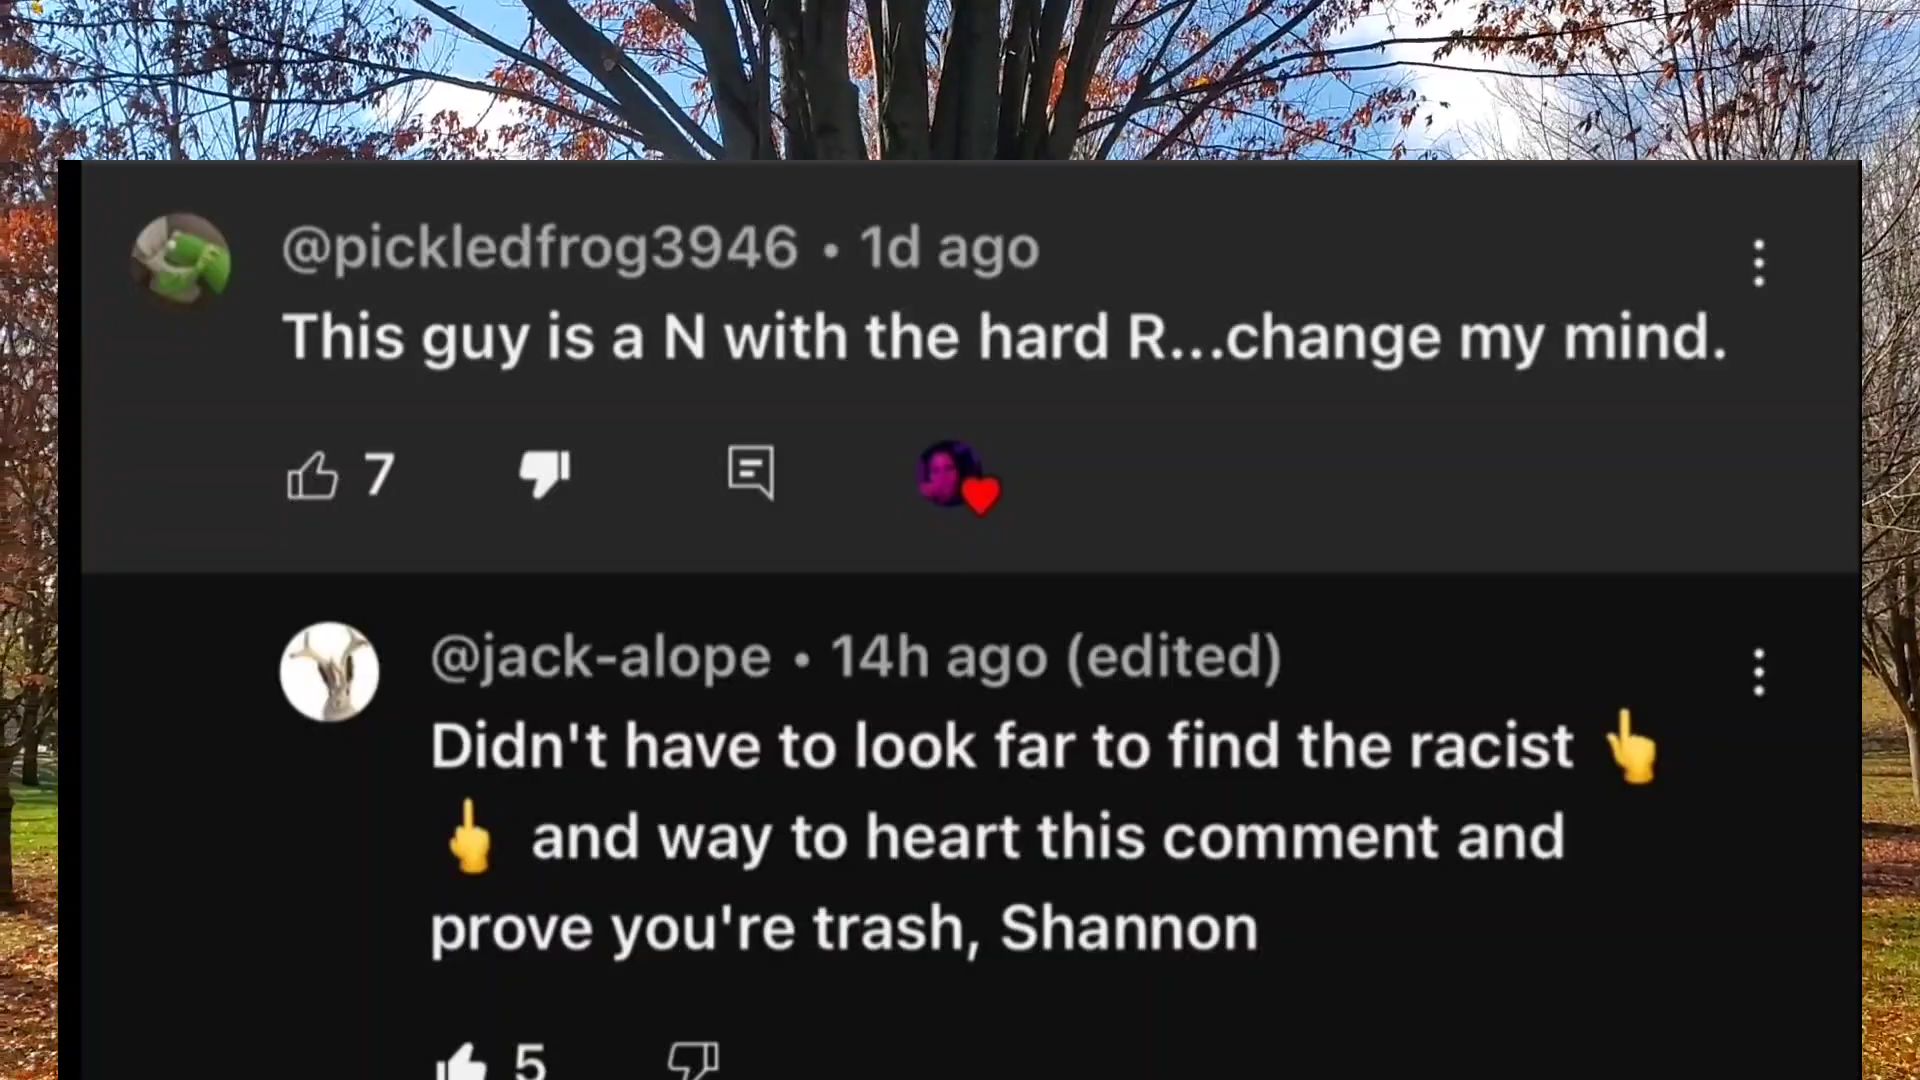 @pickledfrog3946 • 1d ago
This guy is a N with the hard R...change my mind.
7
@jack-alope • 14h ago (edited)
Didn't have to look far to find the racist 👆
👆 and way to heart this comment and
prove you're trash, Shannon
5